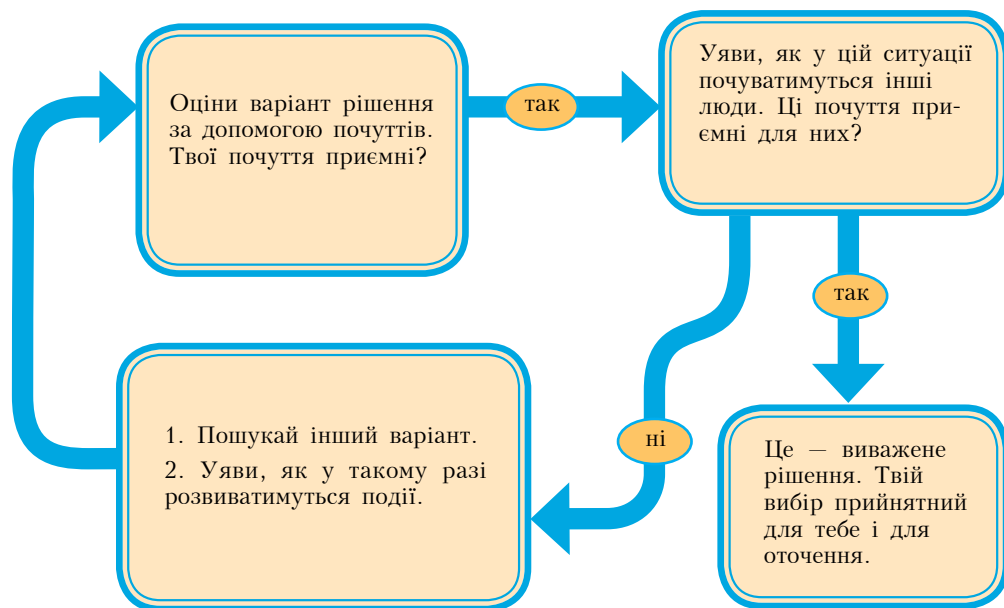 Оціни варіант рішення
за допомогою почуттів.
Твої почуття приємні?
так
Уяви, як у цій ситуації
почуватимуться інші
люди. Ці почуття при-
ємні для них?
так
ні
1. Пошукай інший варіант.
2. Уяви, як у такому разі
розвиватимуться події.
Це — виважене
рішення. Твій
вибір прийнятний
для тебе і для
оточення.